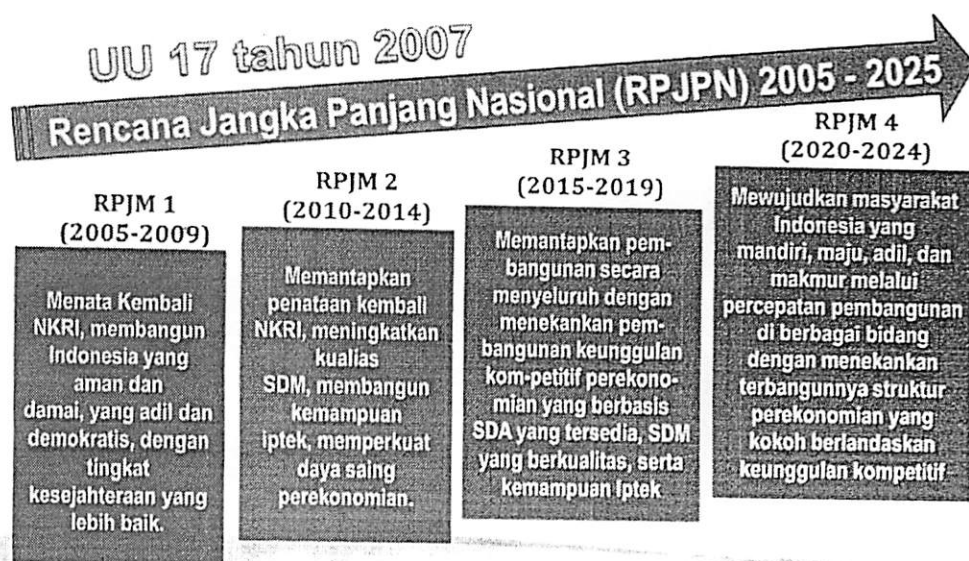 UU 17 tahun 2007
Rencana Jangka Panjang Nasional (RPJPN) 2005 - 2025
RPJM 1
(2005-2009)
Menata Kembali
NKRI, membangun
Indonesia yang
aman dan
damai, yang adil dan
demokratis, dengan
tingkat
kesejahteraan yang
lebih baik.
RPJM 2
(2010-2014)
Memantapkan
penataan kembali
NKRI, meningkatkan
kualias
SDM, membangun
kemampuan
iptek, memperkuat
daya saing
perekonomian.
RPJM 3
(2015-2019)
Memantapkan pem-
bangunan secara
menyeluruh dengan
menekankan pem-
bangunan keunggulan
kom-petitif perekono-
mian yang berbasis
SDA yang tersedia, SDM
yang berkualitas, serta
kemampuan Iptek
RPJM 4
(2020-2024)
Mewujudkan masyarakat
Indonesia yang
mandiri, maju, adil, dan
makmur melalui
percepatan pembangunan
di berbagai bidang
dengan menekankan
terbangunnya struktur
perekonomian yang
kokoh berlandaskan
keunggulan kompetitif